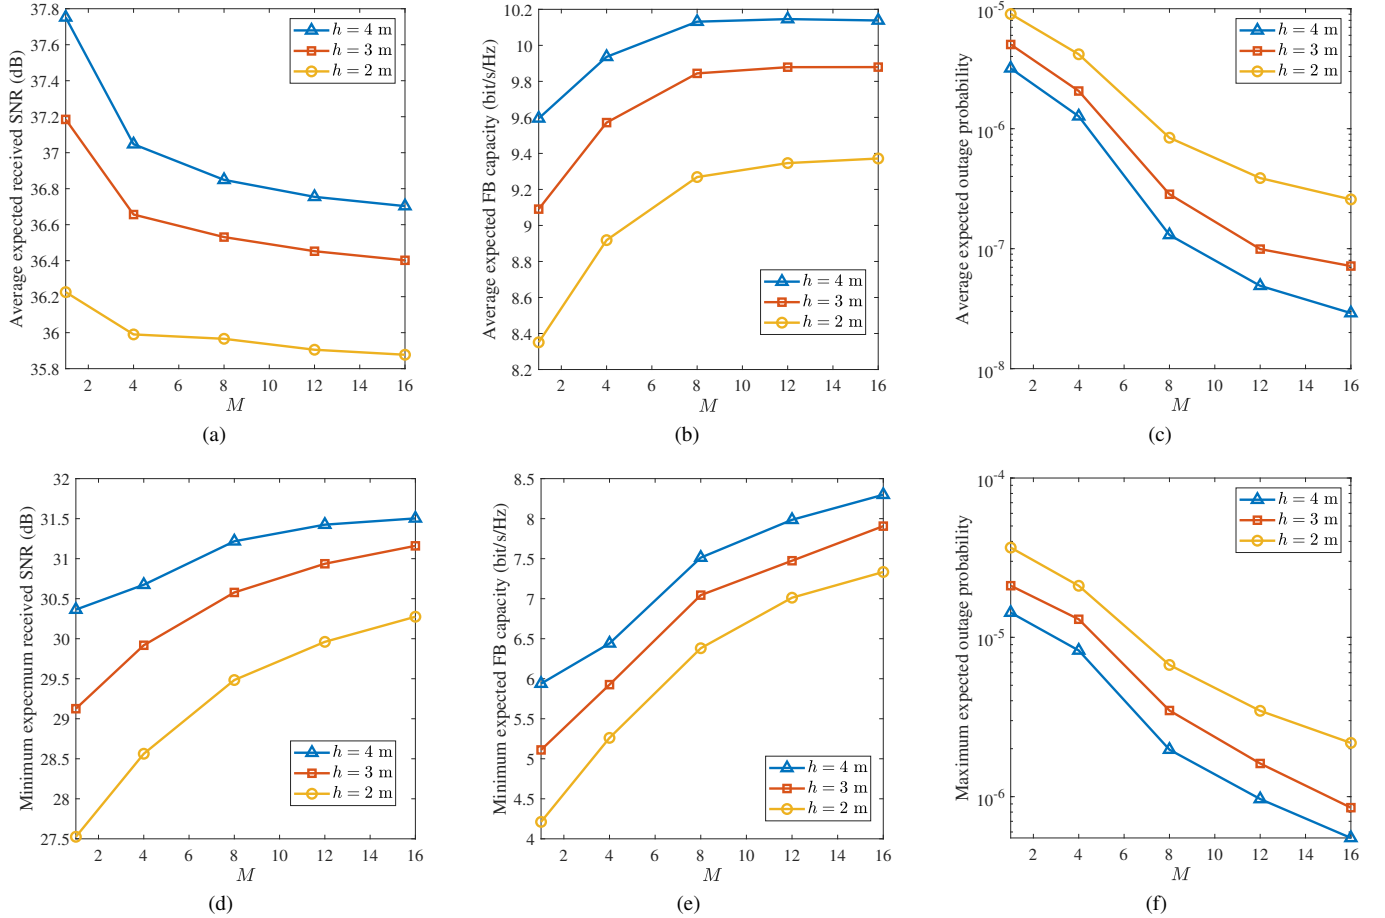 37.8
37.6
37.2
37
36.8
36.4
36.2
36
35.8
Average expected received SNR (dB)
h = 4 m
h = 3 m
h = 2 m
2 4 6 8 10 12 14 16
M
(a)
10.2
10
9.8
9.6
9.4
9.2
9
8.8
8.6
8.4
8.2
Average expected FB capacity (bit/s/Hz)
h = 4 m
h = 3 m
h = 2 m
2 4 6 8 10 12 14 16
M
(b)
10^-5
10^-6
10^-7
10^-8
Average expected outage probability
h = 4 m
h = 3 m
h = 2 m
2 4 6 8 10 12 14 16
M
(c)
32
31.5
31
30.5
30
29.5
29
28.5
28
27.5
Minimum expecmum received SNR (dB)
h = 4 m
h = 3 m
h = 2 m
2 4 6 8 10 12 14 16
M
(d)
8.5
8
7.5
7
6.5
6
5.5
5
4.5
4
Minimum expected FB capacity (bit/s/Hz)
h = 4 m
h = 3 m
h = 2 m
2 4 6 8 10 12 14 16
M
(e)
10^-4
10^-5
10^-6
Maximum expected outage probability
h = 4 m
h = 3 m
h = 2 m
2 4 6 8 10 12 14 16
M
(f)